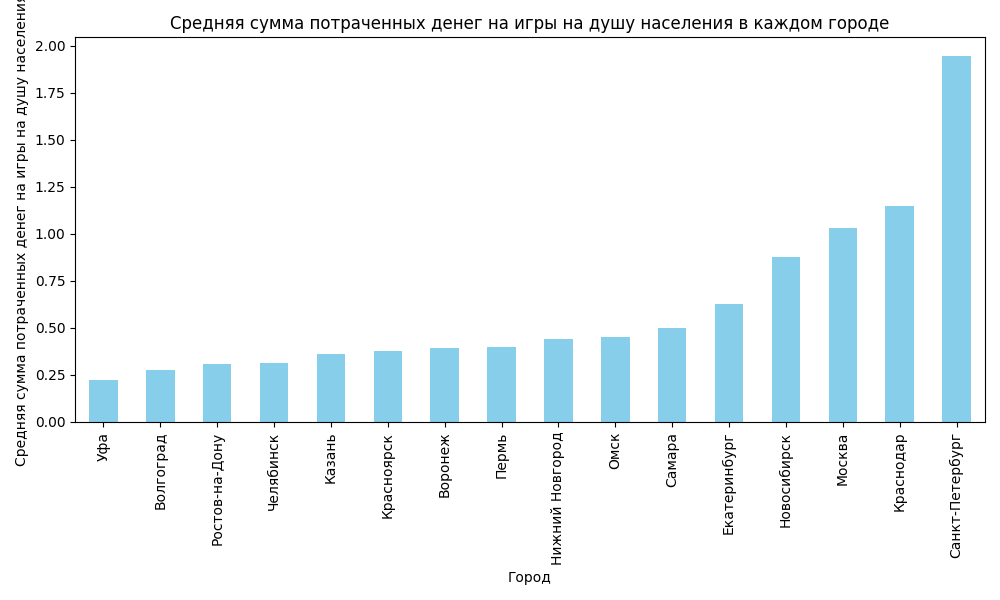 Средняя сумма потраченных денег на игры на душу населения в каждом городе
Средняя сумма потраченных денег на игры на душу населения
2.00
1.75
1.50
1.25
1.00
0.75
0.50
0.25
0.00
Уфа
Волгоград
Ростов-на-Дону
Челябинск
Казань
Красноярск
Воронеж
Пермь
Нижний Новгород
Омск
Самара
Екатеринбург
Новосибирск
Москва
Краснодар
Санкт-Петербург
Город